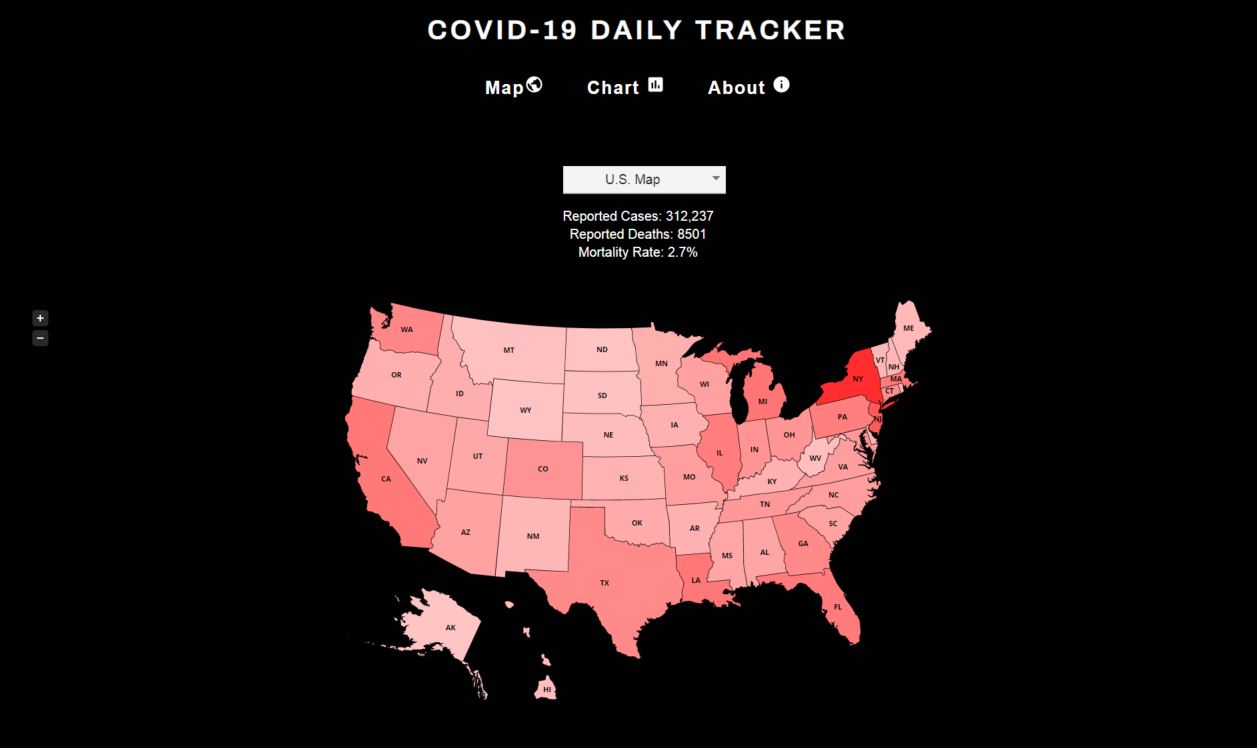 COVID-19 DAILY TRACKER
Map Chart About
U.S. Map
Reported Cases: 312,237
Reported Deaths: 8501
Mortality Rate: 2.7%
+
−
WA
MT
ND
MN
ME
VT
NH
OR
ID
WY
SD
WI
MI
NY
MA
CT
NV
UT
CO
NE
IA
IL
IN
OH
PA
NJ
CA
KS
MO
KY
WV
VA
AZ
NM
OK
AR
TN
NC
SC
TX
LA
MS
AL
GA
FL
AK
HI